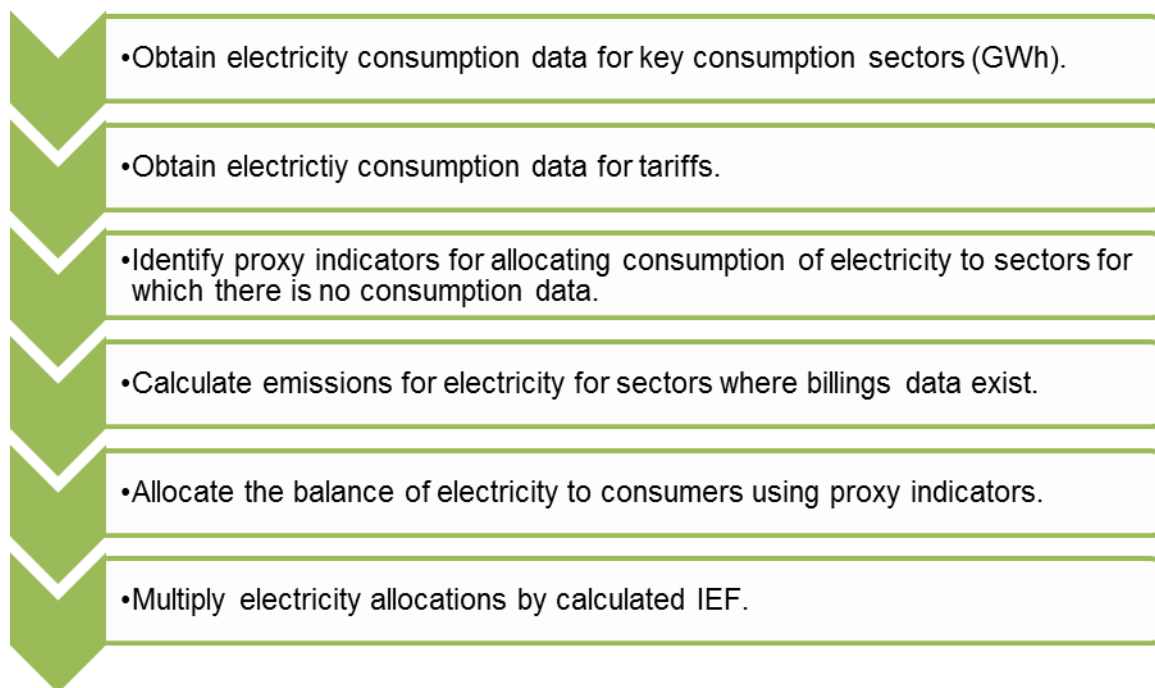 •Obtain electricity consumption data for key consumption sectors (GWh).
•Obtain electrictiy consumption data for tariffs.
•Identify proxy indicators for allocating consumption of electricity to sectors for
which there is no consumption data.
•Calculate emissions for electricity for sectors where billings data exist.
•Allocate the balance of electricity to consumers using proxy indicators.
•Multiply electricity allocations by calculated IEF.